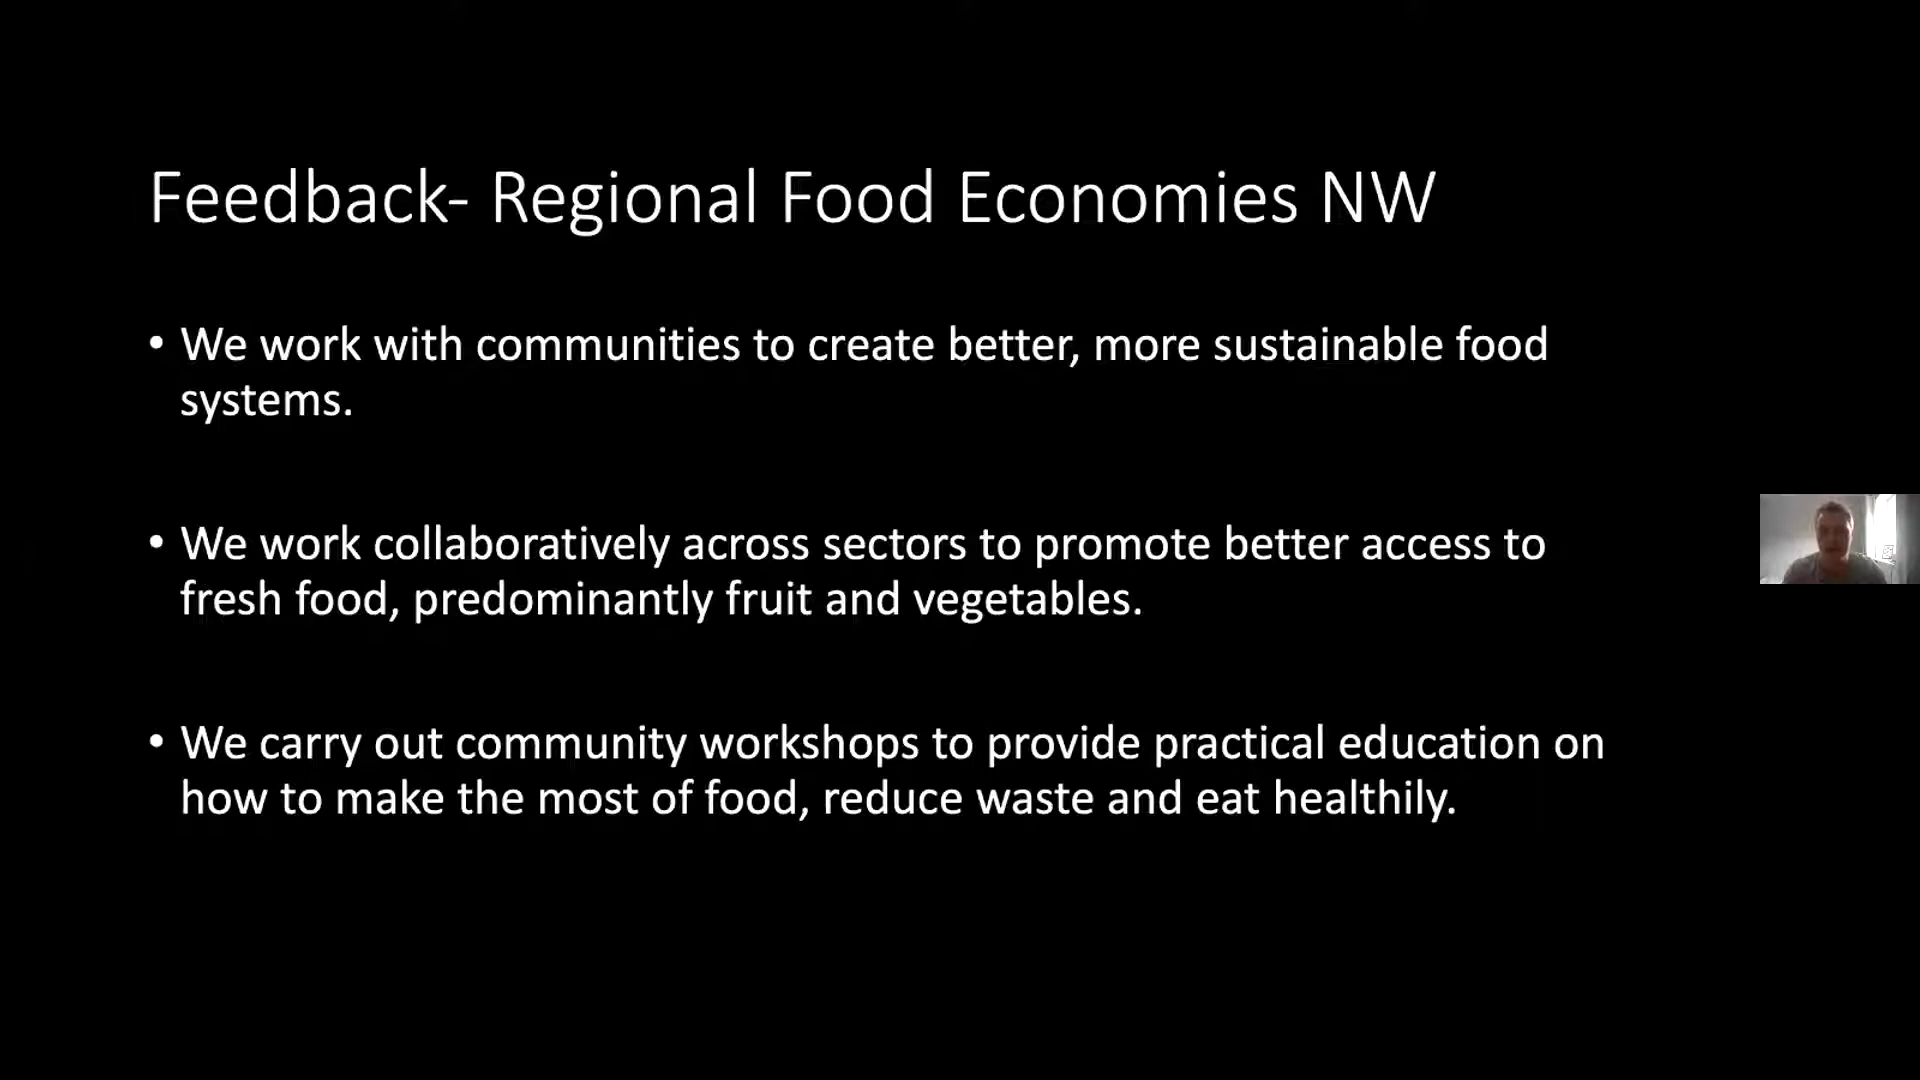 Feedback- Regional Food Economies NW
• We work with communities to create better, more sustainable food
systems.
• We work collaboratively across sectors to promote better access to
fresh food, predominantly fruit and vegetables.
• We carry out community workshops to provide practical education on
how to make the most of food, reduce waste and eat healthily.